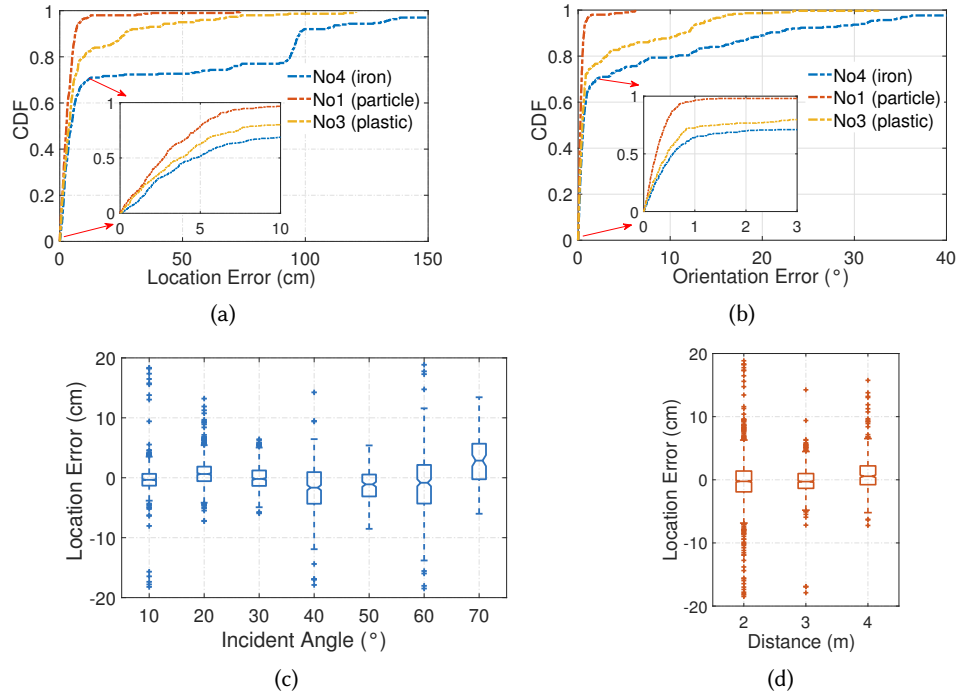 1
0.8
0.6
0.4
0.2
0
CDF
No4 (iron)
No1 (particle)
No3 (plastic)
1
0.5
0
0 5 10
0 50 100 150
Location Error (cm)
(a)
1
0.8
0.6
0.4
0.2
0
CDF
No4 (iron)
No1 (particle)
No3 (plastic)
1
0.5
0
0 1 2 3
0 10 20 30 40
Orientation Error (°)
(b)
20
10
0
-10
-20
Location Error (cm)
10 20 30 40 50 60 70
Incident Angle (°)
(c)
20
10
0
-10
-20
Location Error (cm)
2 3 4
Distance (m)
(d)